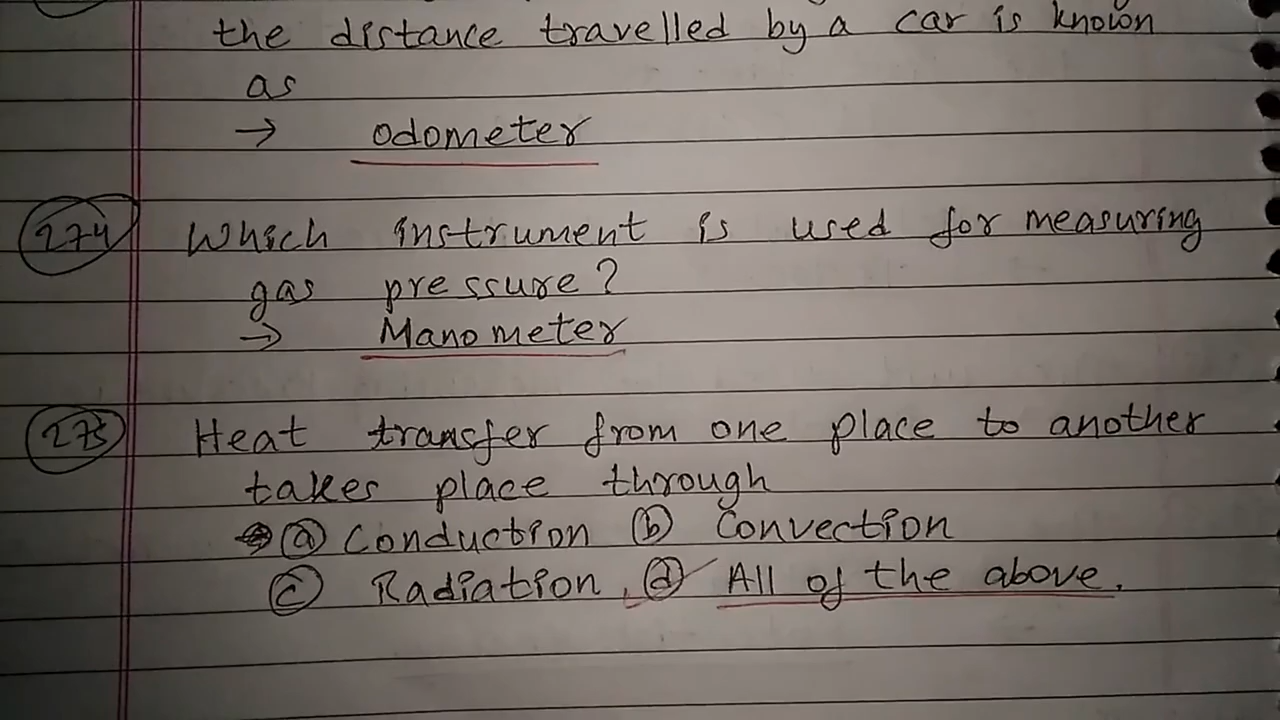 the distance travelled by a car is known
as
→ odometer
274 Which instrument is used for measuring
gas pressure?
→ Manometer
275 Heat transfer from one place to another
takes place through
(a) Conduction (b) Convection
(c) Radiation, (d) All of the above.